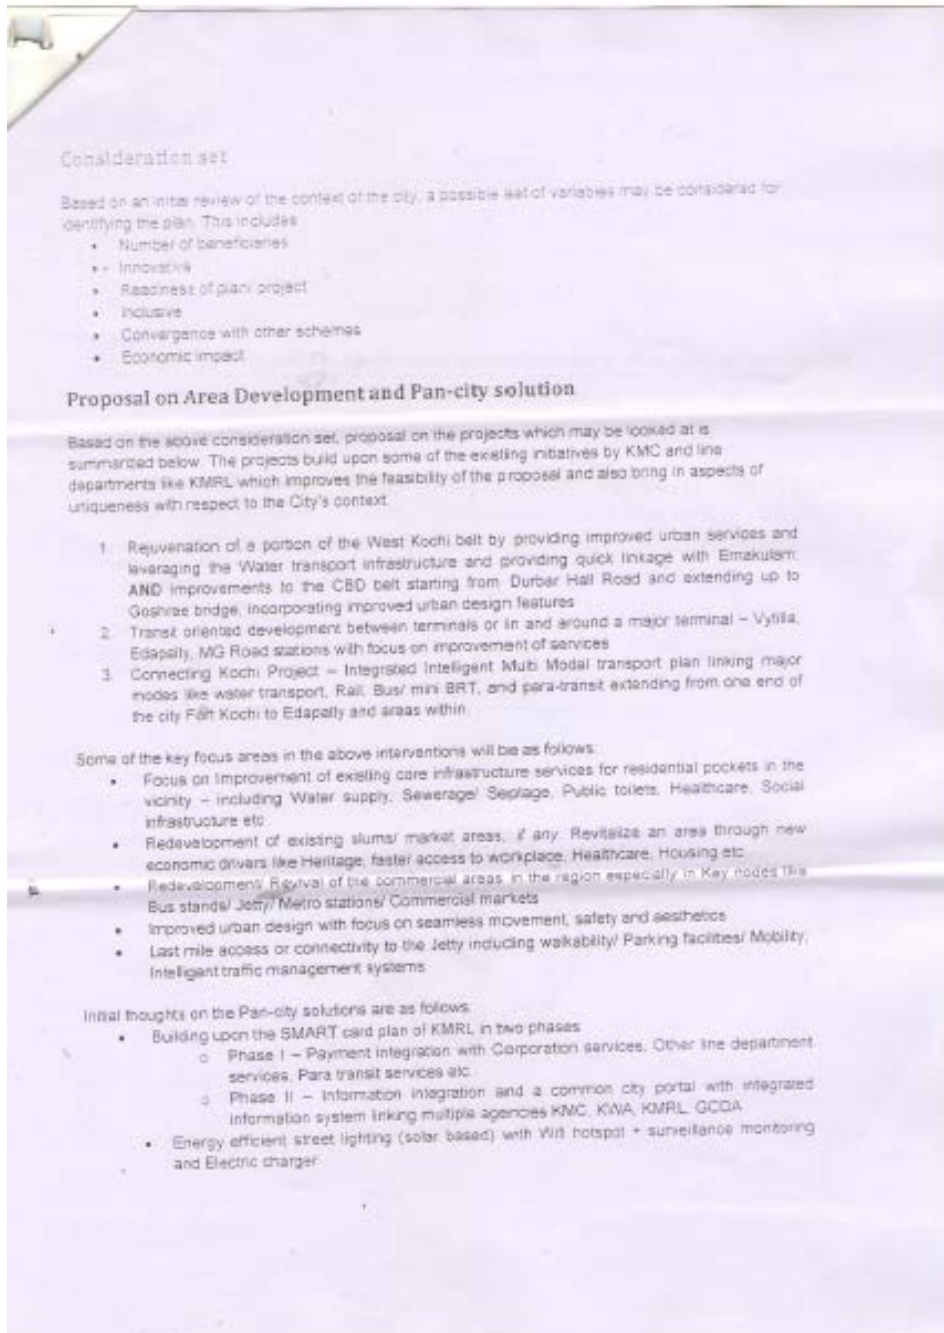 Consideration set
Based on an initial review of the context of the city, a possible set of variables may be considered for
identifying the plan. This includes
• Number of beneficiaries
• Innovative
• Readiness of plan/ project
• Inclusive
• Convergence with other schemes
• Economic impact
Proposal on Area Development and Pan-city solution
Based on the above consideration set, proposal on the projects which may be looked at is
summarized below. The projects build upon some of the existing initiatives by KMC and line
departments like KMRL which improves the feasibility of the proposal and also bring in aspects of
uniqueness with respect to the City's context.
1. Rejuvenation of a portion of the West Kochi belt by providing improved urban services and
leveraging the Water transport infrastructure and providing quick linkage with Ernakulam;
AND improvements to the CBD belt starting from Durbar Hall Road and extending up to
Goshree bridge, incorporating improved urban design features
2. Transit oriented development between terminals or in and around a major terminal – Vytilla,
Edapally, MG Road stations with focus on improvement of services
3. Connecting Kochi Project – Integrated Intelligent Multi Modal transport plan linking major
modes like water transport, Rail, Bus/ mini BRT, and para-transit extending from one end of
the city Fort Kochi to Edapally and areas within.
Some of the key focus areas in the above interventions will be as follows:
• Focus on Improvement of existing core infrastructure services for residential pockets in the
vicinity – including Water supply, Sewerage/ Septage, Public toilets, Healthcare, Social
infrastructure etc
• Redevelopment of existing slums/ market areas, if any. Revitalize an area through new
economic drivers like Heritage, faster access to workplace, Healthcare, Housing etc
• Redevelopment/ Revival of the commercial areas in the region especially in Key nodes like
Bus stands/ Jetty/ Metro stations/ Commercial markets
• Improved urban design with focus on seamless movement, safety and aesthetics
• Last mile access or connectivity to the Jetty including walkability/ Parking facilities/ Mobility,
Intelligent traffic management systems
Initial thoughts on the Pan-city solutions are as follows:
• Building upon the SMART card plan of KMRL in two phases
o Phase I – Payment integration with Corporation services, Other line department
services, Para transit services etc
o Phase II – Information integration and a common city portal with integrated
information system linking multiple agencies KMC, KWA, KMRL, GCDA
• Energy efficient street lighting (solar based) with Wifi hotspot + surveillance monitoring
and Electric charger